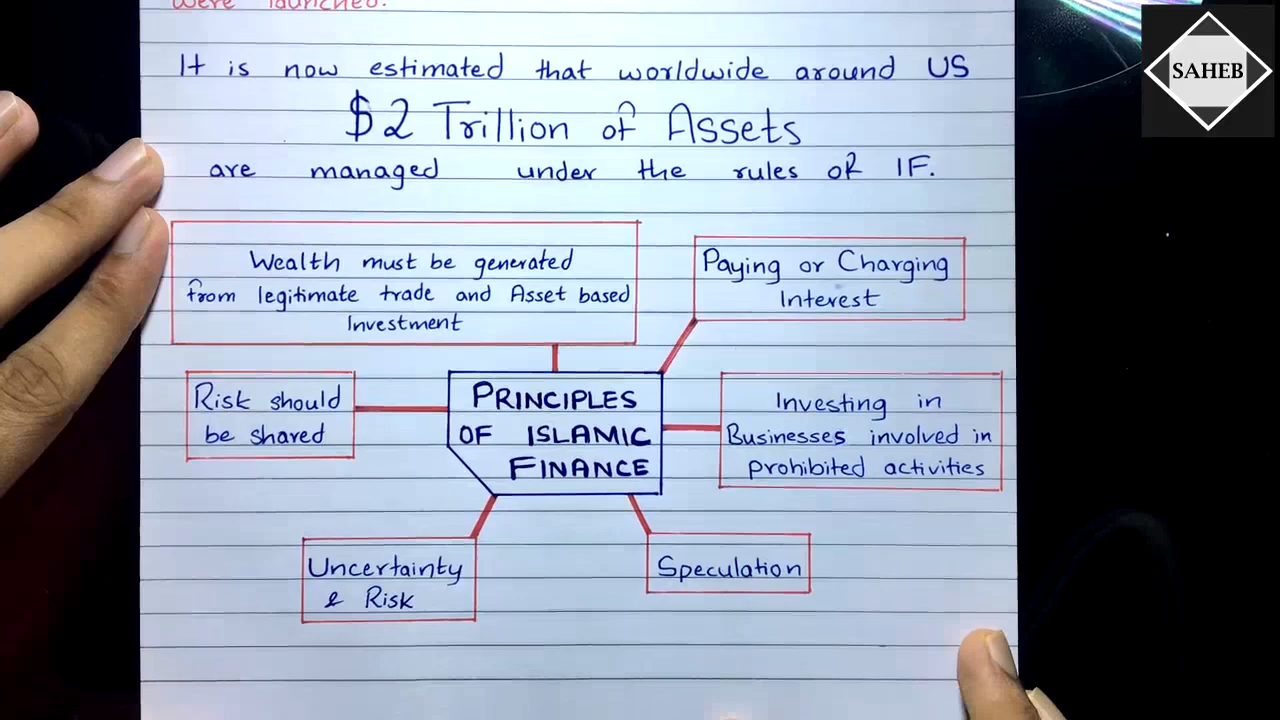 were launched.
It is now estimated that worldwide around US
$2 Trillion of Assets
are managed under the rules of IF.
Wealth must be generated
from legitimate trade and Asset based
Investment
Paying or Charging
Interest
Risk should
be shared
PRINCIPLES
OF ISLAMIC
FINANCE
Investing in
Businesses involved in
prohibited activities
Uncertainty
& Risk
Speculation
SAHEB